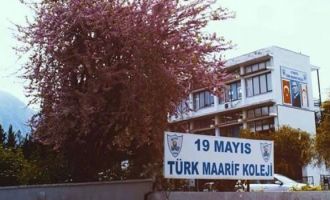 19 MAYIS
TÜRK MAARİF KOLEJİ